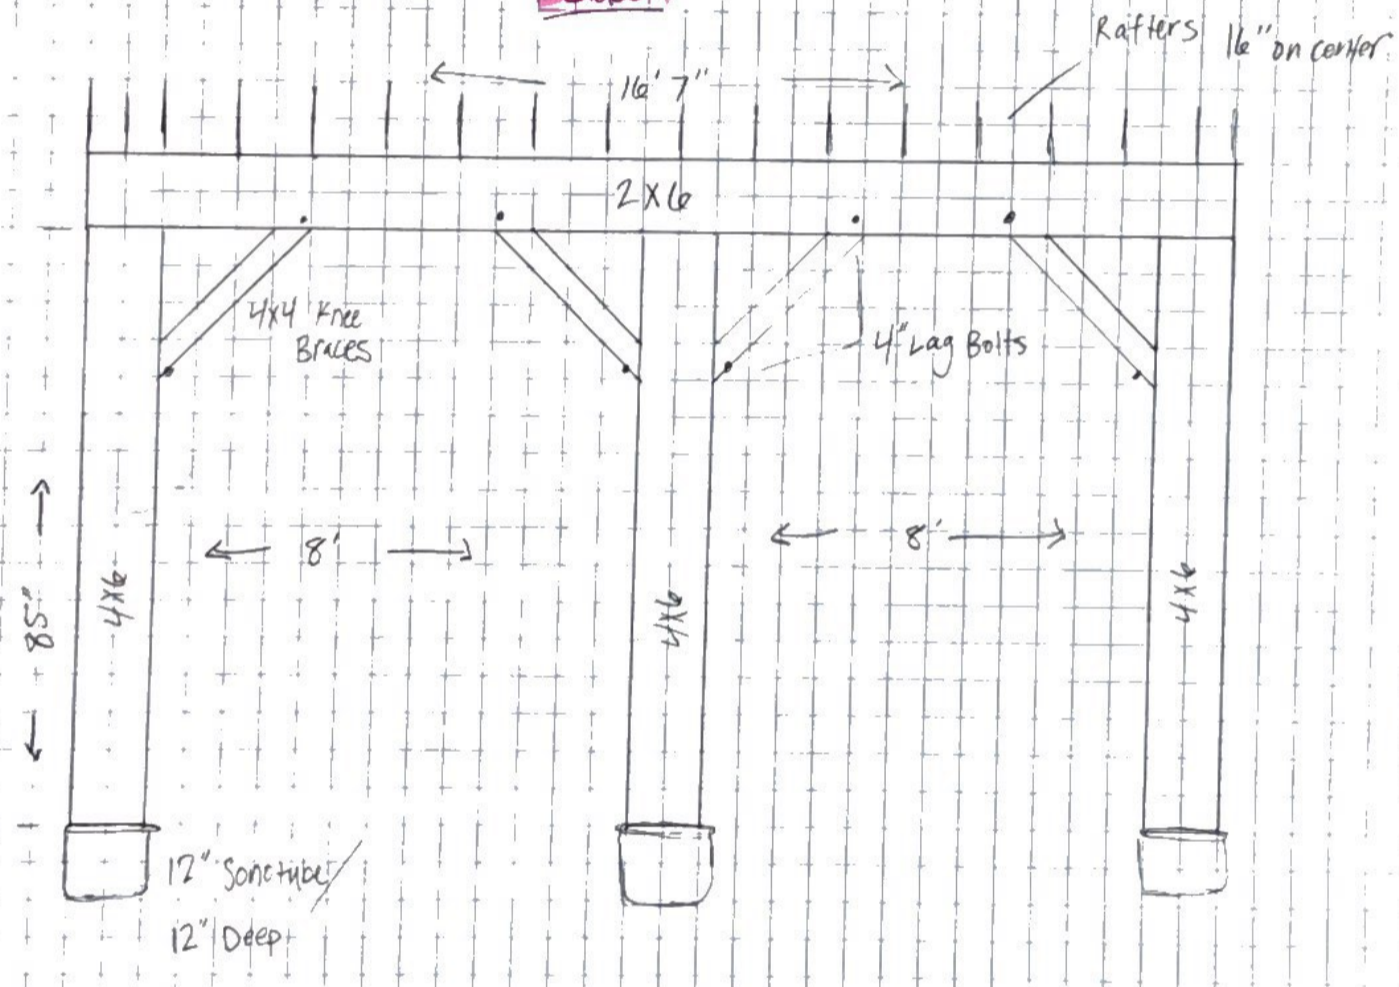 Rafters 16" on center
16' 7"
2x6
4x4 Knee
Braces
4" Lag Bolts
8'
8'
85"
4x6
4x6
4x6
12" Sonotube/
12" Deep